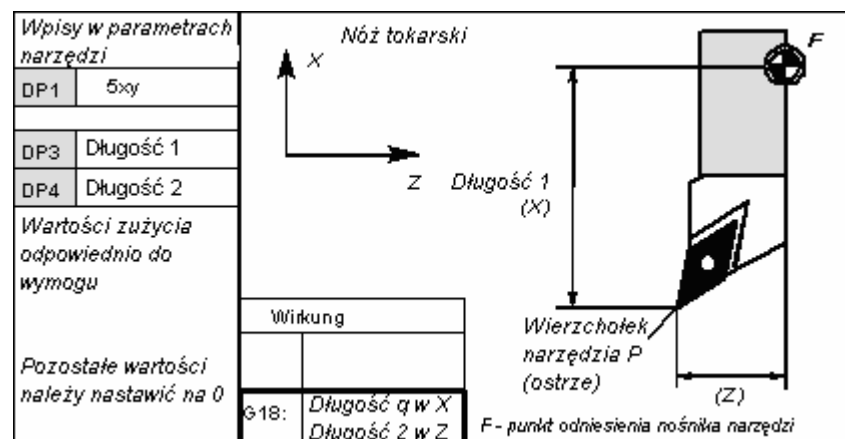 Wpisy w parametrach
narzędzi
DP1 5xy
DP3 Długość 1
DP4 Długość 2
Wartości zużycia
odpowiednio do
wymogu
Pozostałe wartości
należy nastawić na 0
Nóż tokarski
X
Z
Wirkung
G18: Długość q w X
Długość 2 w Z
F
Długość 1
(X)
Wierzchołek
narzędzia P
(ostrze)
(Z)
F - punkt odniesienia nośnika narzędzi